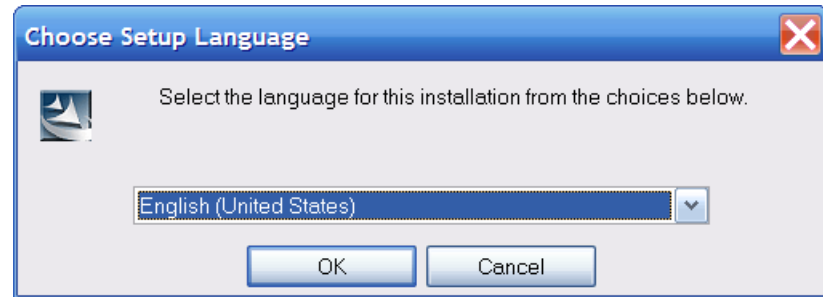 Choose Setup Language
Select the language for this installation from the choices below.
English (United States)
OK
Cancel